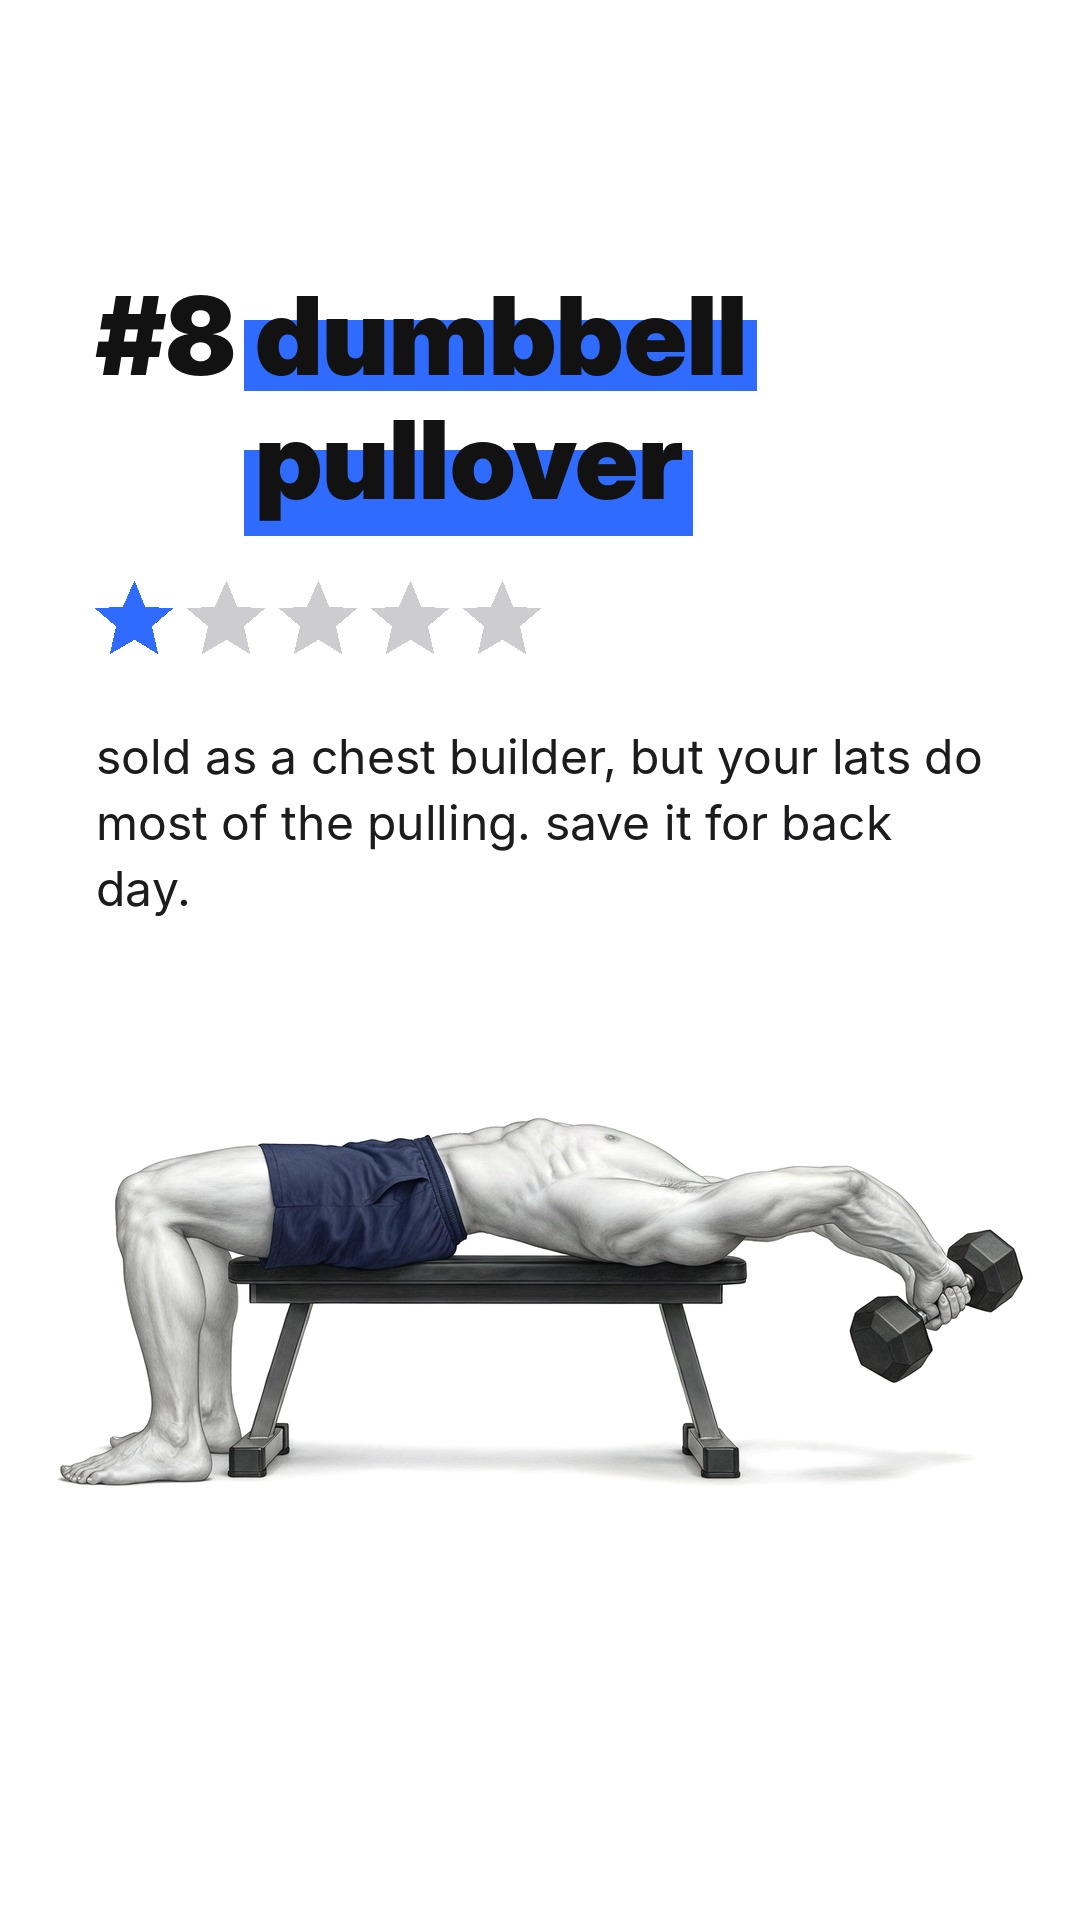 #8 dumbbell
pullover
sold as a chest builder, but your lats do
most of the pulling. save it for back
day.